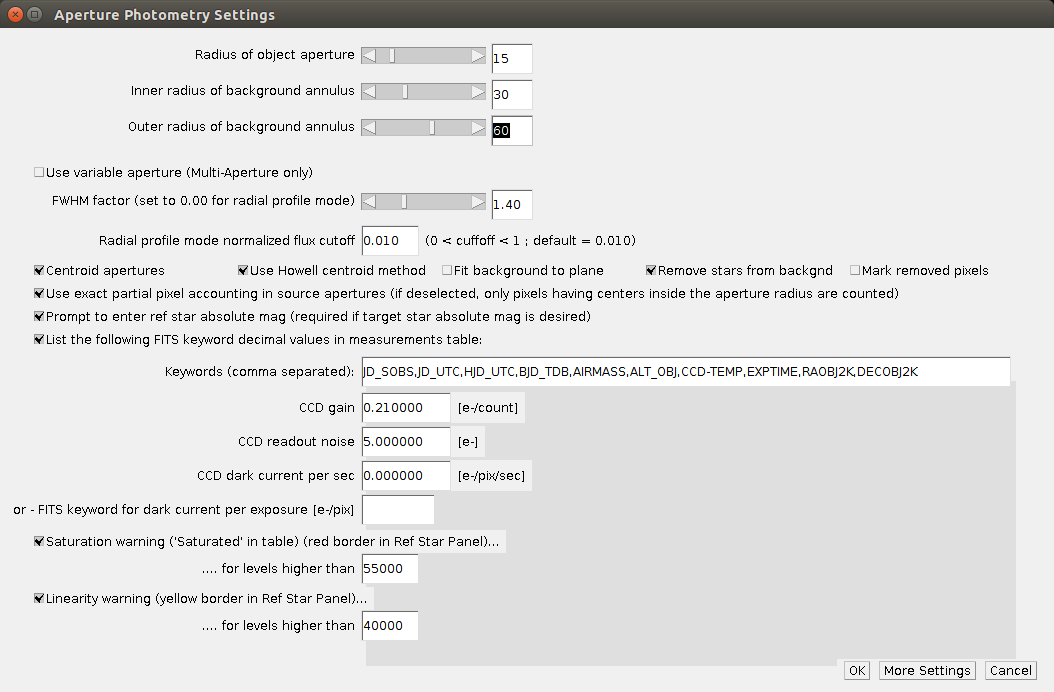 Aperture Photometry Settings
Radius of object aperture 15
Inner radius of background annulus 30
Outer radius of background annulus 60
Use variable aperture (Multi-Aperture only)
FWHM factor (set to 0.00 for radial profile mode) 1.40
Radial profile mode normalized flux cutoff 0.010 (0 < cuffoff < 1 ; default = 0.010)
Centroid apertures Use Howell centroid method Fit background to plane Remove stars from backgnd Mark removed pixels
Use exact partial pixel accounting in source apertures (if deselected, only pixels having centers inside the aperture radius are counted)
Prompt to enter ref star absolute mag (required if target star absolute mag is desired)
List the following FITS keyword decimal values in measurements table:
Keywords (comma separated): JD_SOBS,JD_UTC,HJD_UTC,BJD_TDB,AIRMASS,ALT_OBJ,CCD-TEMP,EXPTIME,RAOBJ2K,DECOBJ2K
CCD gain 0.210000 [e-/count]
CCD readout noise 5.000000 [e-]
CCD dark current per sec 0.000000 [e-/pix/sec]
or - FITS keyword for dark current per exposure [e-/pix]
Saturation warning ('Saturated' in table) (red border in Ref Star Panel)...
.... for levels higher than 55000
Linearity warning (yellow border in Ref Star Panel)...
.... for levels higher than 40000
OK More Settings Cancel